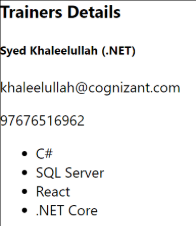 Trainers Details
Syed Khaleelullah (.NET)
khaleelullah@cognizant.com
97676516962
• C#
• SQL Server
• React
• .NET Core